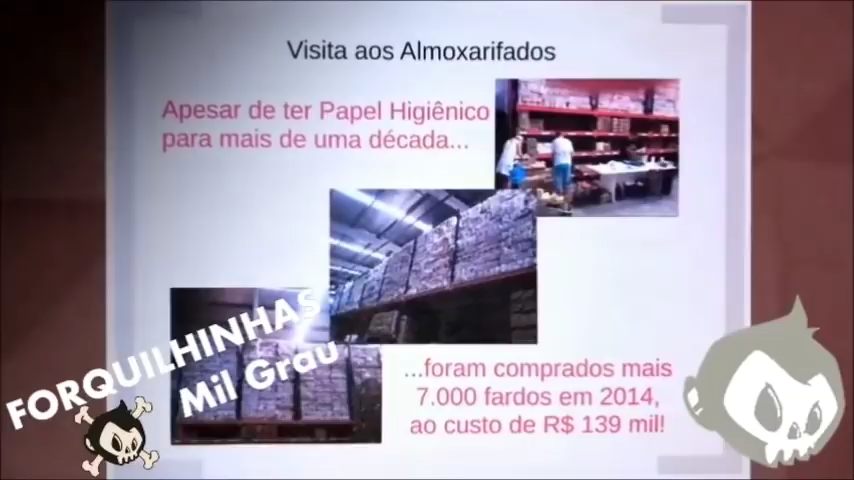 Visita aos Almoxarifados
Apesar de ter Papel Higiênico
para mais de uma década...
...foram comprados mais
7.000 fardos em 2014,
ao custo de R$ 139 mil!
FORQUILHINHAS
Mil Grau